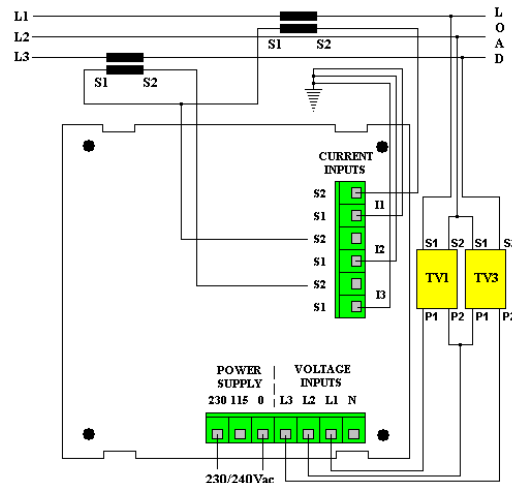 L1
L
L2
O
A
L3
D
S1 S2
S1 S2
CURRENT
INPUTS
S2
I1
S1
S2
I2
S1
S2
I3
S1
S1 S2 S1 S2
TV1 TV3
P1 P2 P1 P2
POWER SUPPLY
VOLTAGE INPUTS
230 115 0 L3 L2 L1 N
230/240Vac